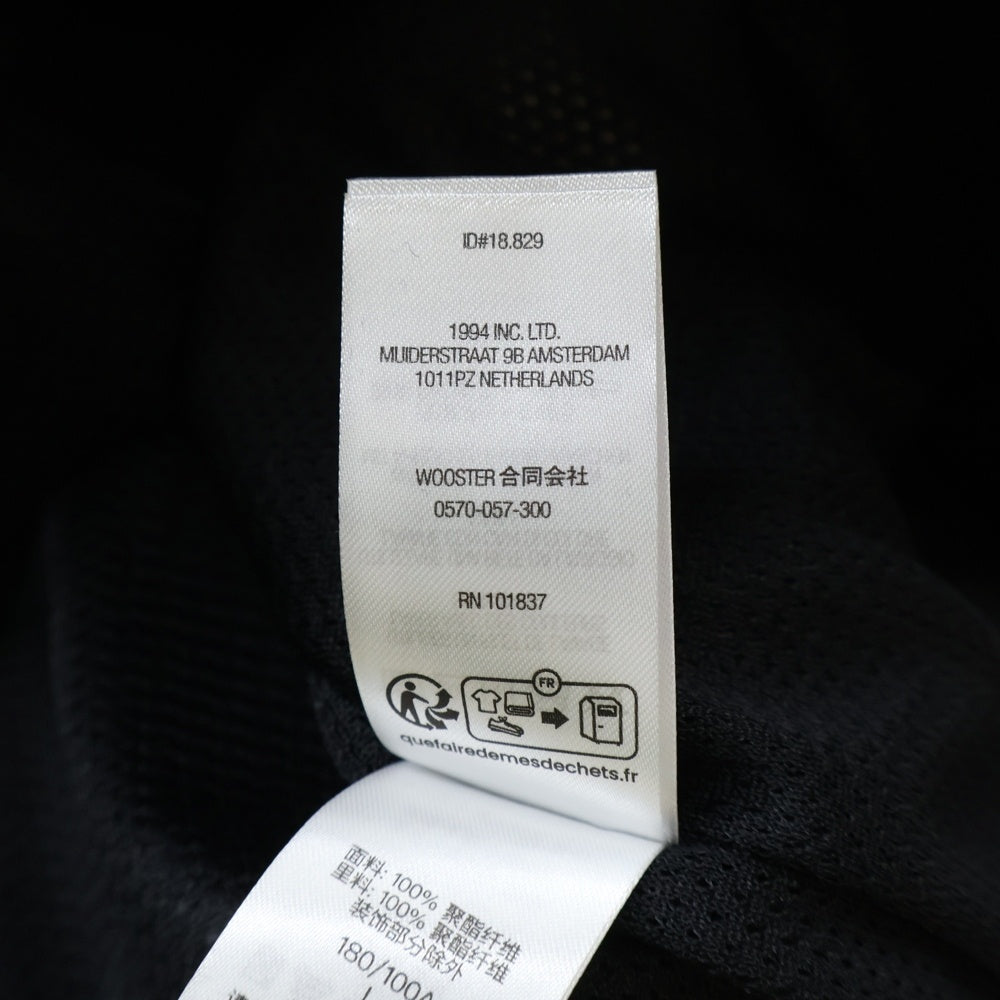 ID#18.829
1994 INC. LTD.
MUIDERSTRAAT 9B AMSTERDAM
1011PZ NETHERLANDS
WOOSTER 合同会社
0570-057-300
RN 101837
FR
quefairedemesdechets.fr
面料: 100% 聚酯纤维
里料: 100% 聚酯纤维
装饰部分除外
180/100A